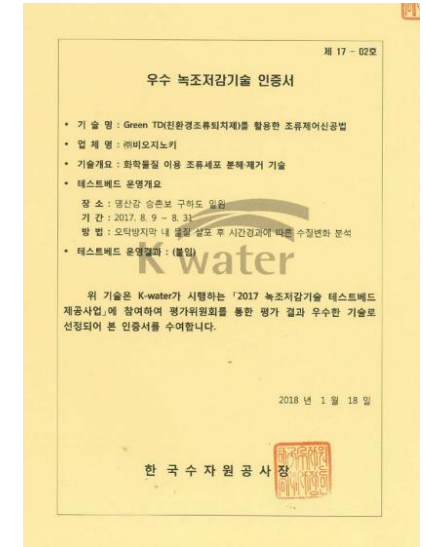 제 17 - 02호
우수 녹조저감기술 인증서
• 기 술 명 : Green TD(친환경조류퇴치제)를 활용한 조류제어신공법
• 업 체 명 : ㈜비오지노키
• 기술개요 : 화학물질 이용 조류세포 분해·제거 기술
• 테스트베드 운영개요
장 소 : 영산강 승촌보 구하도 일원
기 간 : 2017. 8. 9 ~ 8. 31
방 법 : 오탁방지막 내 물질 살포 후 시간경과에 따른 수질변화 분석
• 테스트베드 운영결과 : (붙임)
K water
위 기술은 K-water가 시행하는 「2017 녹조저감기술 테스트베드
제공사업」에 참여하여 평가위원회를 통한 평가 결과 우수한 기술로
선정되어 본 인증서를 수여합니다.
2018 년 1 월 18 일
한 국 수 자 원 공 사 장